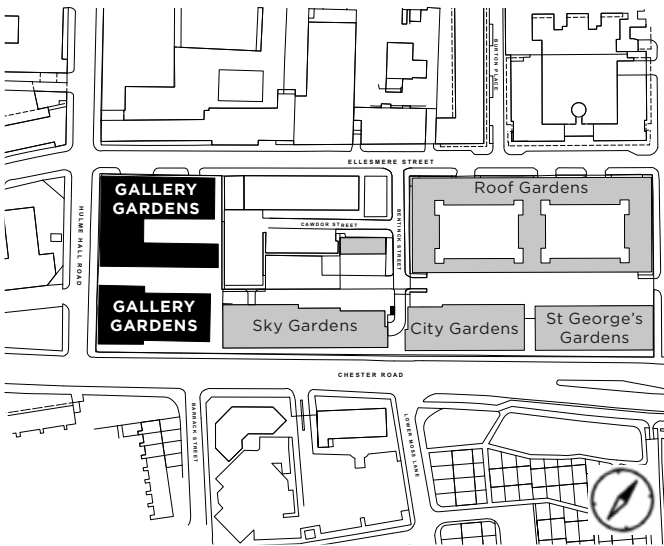 BURTON PLACE
ELLESMERE STREET
GALLERY
GARDENS
Roof Gardens
HULME HALL ROAD
CAWDOR STREET
BENTINCK STREET
GALLERY
GARDENS
Sky Gardens
City Gardens
St George's
Gardens
CHESTER ROAD
BARRACK STREET
LOWER MOSS LANE